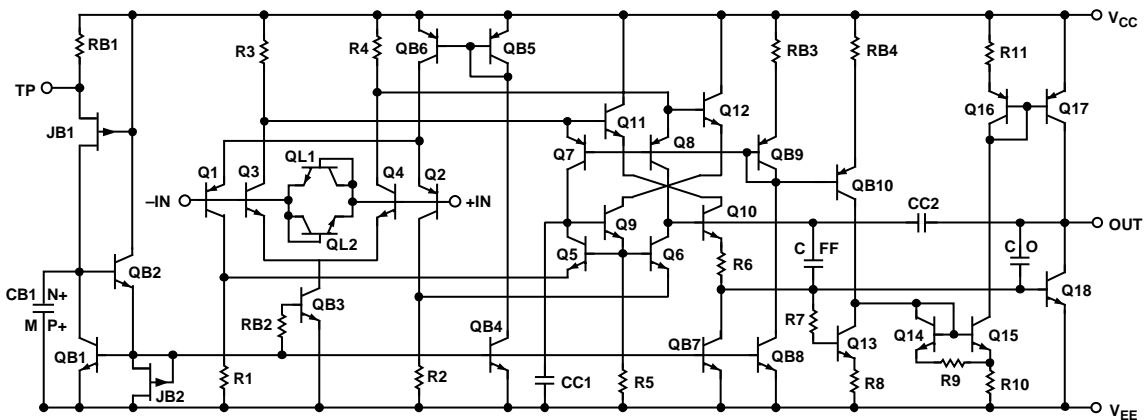 V_CC
RB1
R3
R4
QB6
QB5
RB3
RB4
R11
TP
Q16
Q17
JB1
Q11
Q12
Q7
Q8
QB9
QB10
Q1
Q3
QL1
Q4
Q2
–IN
+IN
QL2
Q9
Q10
CC2
OUT
Q5
Q6
R6
C FF
C O
QB2
CB1 N+
M P+
QB3
RB2
R7
Q18
Q13
Q14
Q15
QB1
JB2
QB4
QB7
QB8
R1
R2
CC1
R5
R8
R9
R10
V_EE